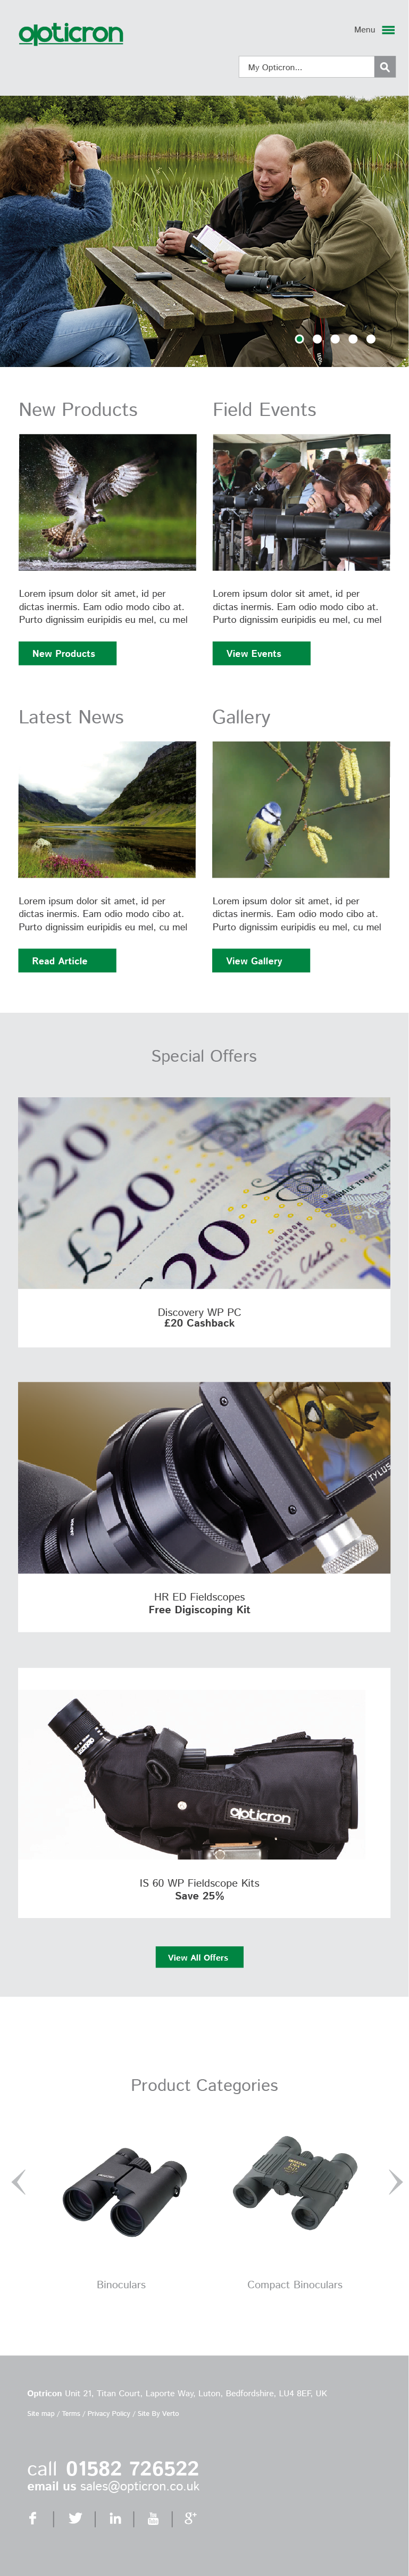 opticron
Menu
My Opticron...
New Products
Field Events
Lorem ipsum dolor sit amet, id per
dictas inermis. Eam odio modo cibo at.
Purto dignissim euripidis eu mel, cu mel
Lorem ipsum dolor sit amet, id per
dictas inermis. Eam odio modo cibo at.
Purto dignissim euripidis eu mel, cu mel
New Products
View Events
Latest News
Gallery
Lorem ipsum dolor sit amet, id per
dictas inermis. Eam odio modo cibo at.
Purto dignissim euripidis eu mel, cu mel
Lorem ipsum dolor sit amet, id per
dictas inermis. Eam odio modo cibo at.
Purto dignissim euripidis eu mel, cu mel
Read Article
View Gallery
Special Offers
£20
£20
Discovery WP PC
£20 Cashback
TYLUS
HR ED Fieldscopes
Free Digiscoping Kit
opticron
IS 60 WP Fieldscope Kits
Save 25%
View All Offers
Product Categories
Binoculars
Compact Binoculars
Optricon Unit 21, Titan Court, Laporte Way, Luton, Bedfordshire, LU4 8EF, UK
Site map / Terms / Privacy Policy / Site By Verto
call 01582 726522
email us sales@opticron.co.uk